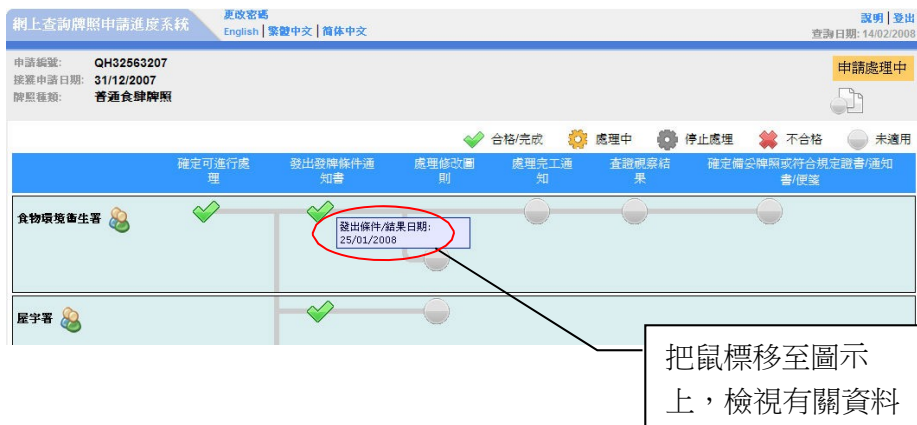 網上查詢牌照申請進度系統
更改密碼
English | 繁體中文 | 简体中文
說明 | 登出
查詢日期: 14/02/2008
申請編號: QH32563207
接獲申請日期: 31/12/2007
牌照種類: 普通食肆牌照
申請處理中
合格/完成 處理中 停止處理 不合格 未適用
確定可進行處理
發出發牌條件通知書
處理修改圖則
處理完工通知
查證視察結果
確定備妥牌照或符合規定證書/通知書/便箋
食物環境衞生署
發出條件/結果日期:
25/01/2008
屋宇署
把鼠標移至圖示
上，檢視有關資料